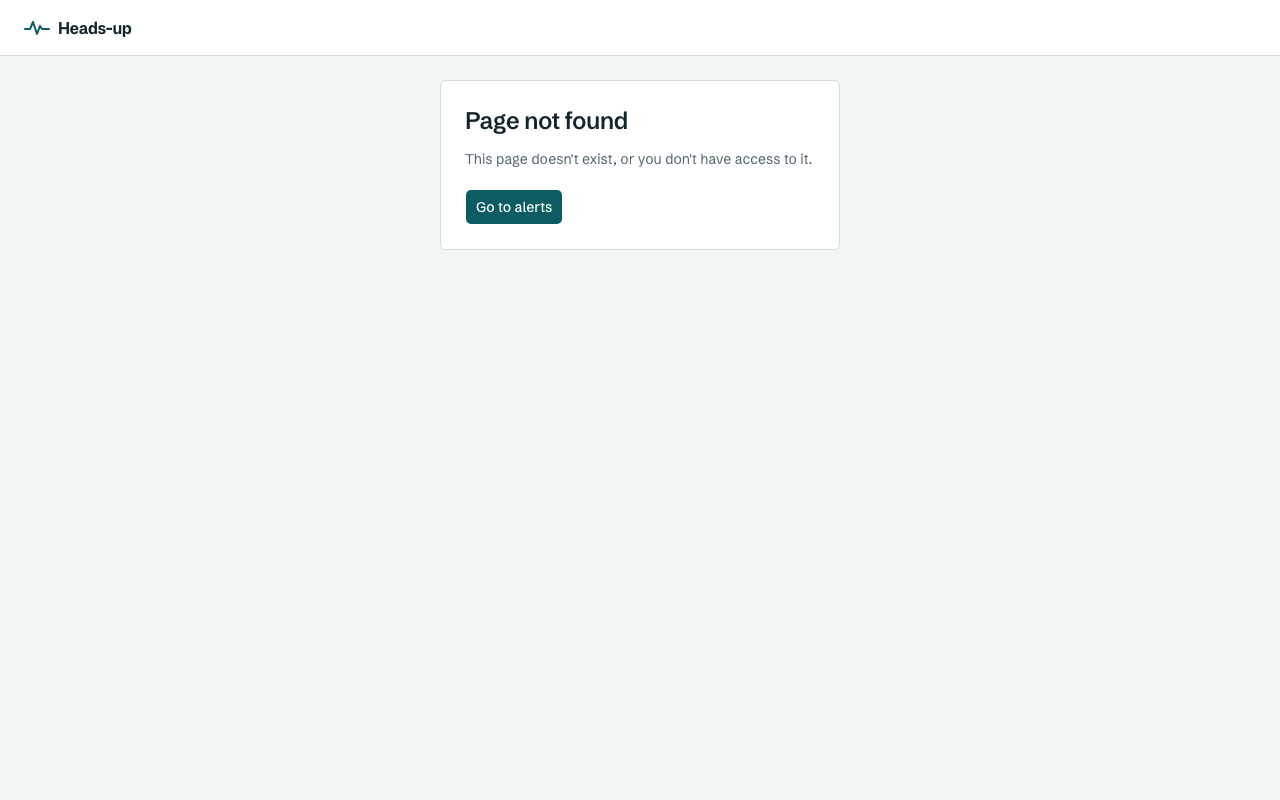 Heads-up
Page not found
This page doesn't exist, or you don't have access to it.
Go to alerts